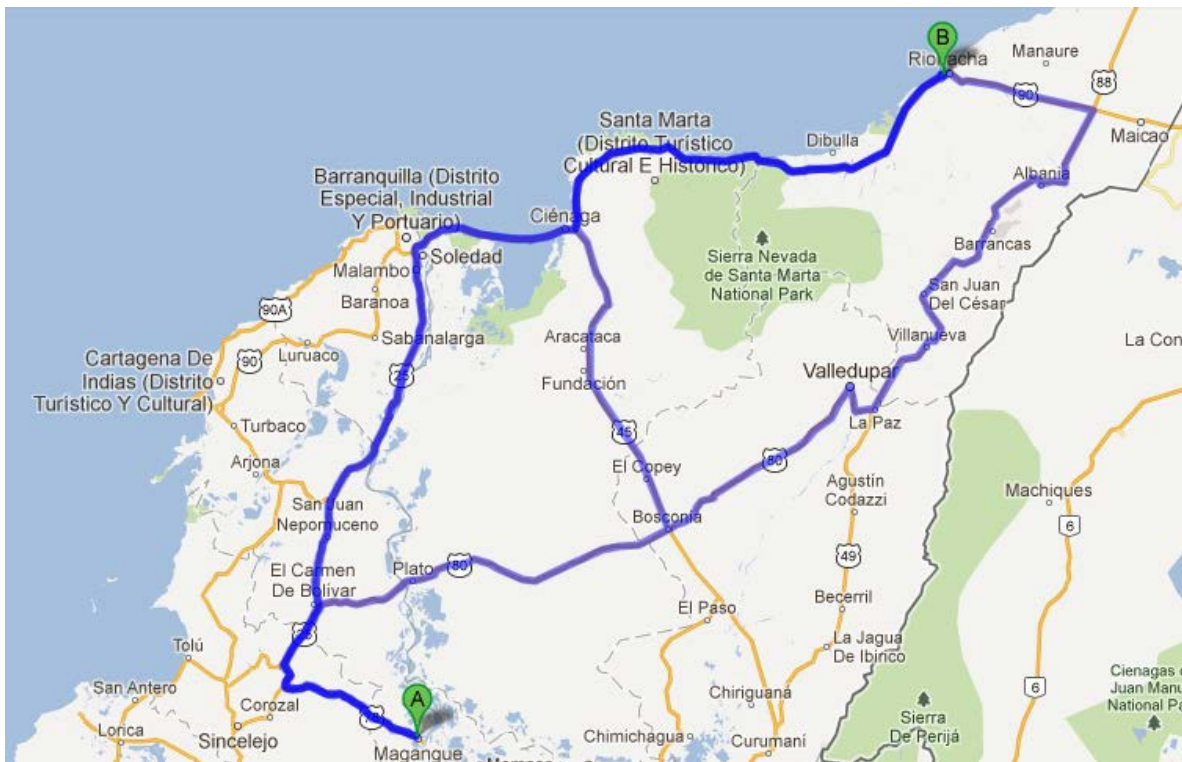 B
Riohacha
Manaure
88
90
Maicao
Santa Marta
(Distrito Turístico
Cultural E Historico)
Dibulla
Albania
Barranquilla (Distrito
Especial, Industrial
Y Portuario)
Ciénaga
Barrancas
Soledad
Malambo
Sierra Nevada
de Santa Marta
National Park
Baranoa
San Juan
Del César
90A
Sabanalarga
Aracataca
Villanueva
Luruaco
90
La Con
Cartagena De
Indias (Distrito
Turístico Y Cultural)
Fundación
25
Valledupar
La Paz
Turbaco
45
80
Arjona
El Copey
Agustín
Codazzi
Machiques
San Juan
Nepomuceno
Bosconia
6
49
El Carmen
De Bolívar
Plato
80
Becerril
El Paso
25
Tolú
La Jagua
De Ibirico
Cienagas
Juan Manu
National Pa
San Antero
Corozal
A
Chiriguaná
6
Sierra
De Perijá
78
Lorica
Sincelejo
Magangue
Chimichagua
Curumaní